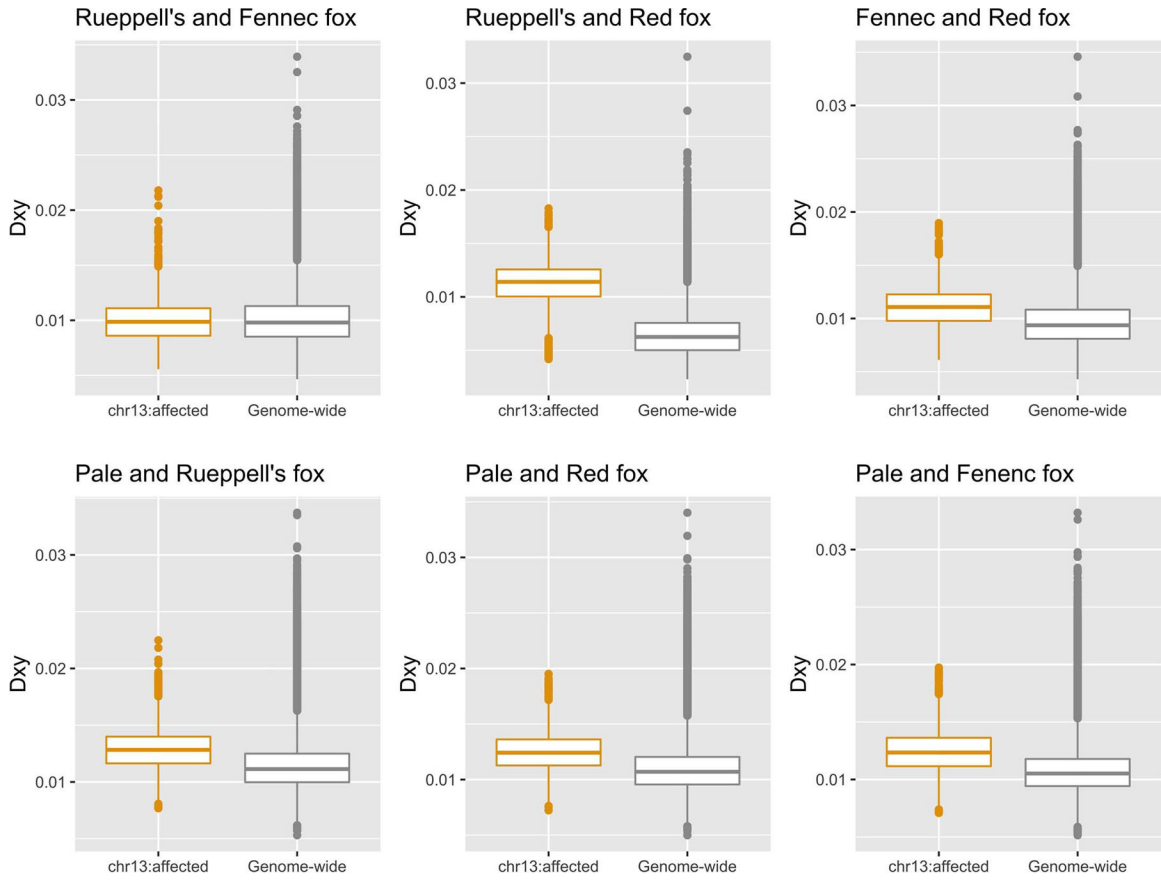 Rueppell's and Fennec fox
Dxy
0.03
0.02
0.01
chr13:affected Genome-wide
Rueppell's and Red fox
Dxy
0.03
0.02
0.01
chr13:affected Genome-wide
Fennec and Red fox
Dxy
0.03
0.02
0.01
chr13:affected Genome-wide
Pale and Rueppell's fox
Dxy
0.03
0.02
0.01
chr13:affected Genome-wide
Pale and Red fox
Dxy
0.03
0.02
0.01
chr13:affected Genome-wide
Pale and Fenenc fox
Dxy
0.03
0.02
0.01
chr13:affected Genome-wide